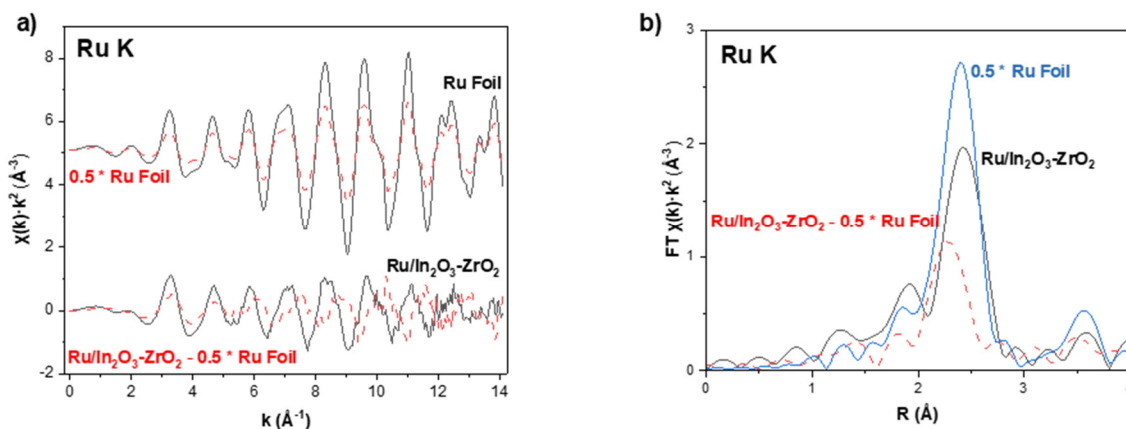 a)
Ru K
Ru Foil
0.5 * Ru Foil
Ru/In₂O₃-ZrO₂
Ru/In₂O₃-ZrO₂ - 0.5 * Ru Foil
χ(k)·k² (Å⁻³)
8
6
4
2
0
-2
0 2 4 6 8 10 12 14
k (Å⁻¹)
b)
Ru K
0.5 * Ru Foil
Ru/In₂O₃-ZrO₂
Ru/In₂O₃-ZrO₂ - 0.5 * Ru Foil
FT χ(k)·k² (Å⁻³)
3
2
1
0
0 1 2 3 4
R (Å)